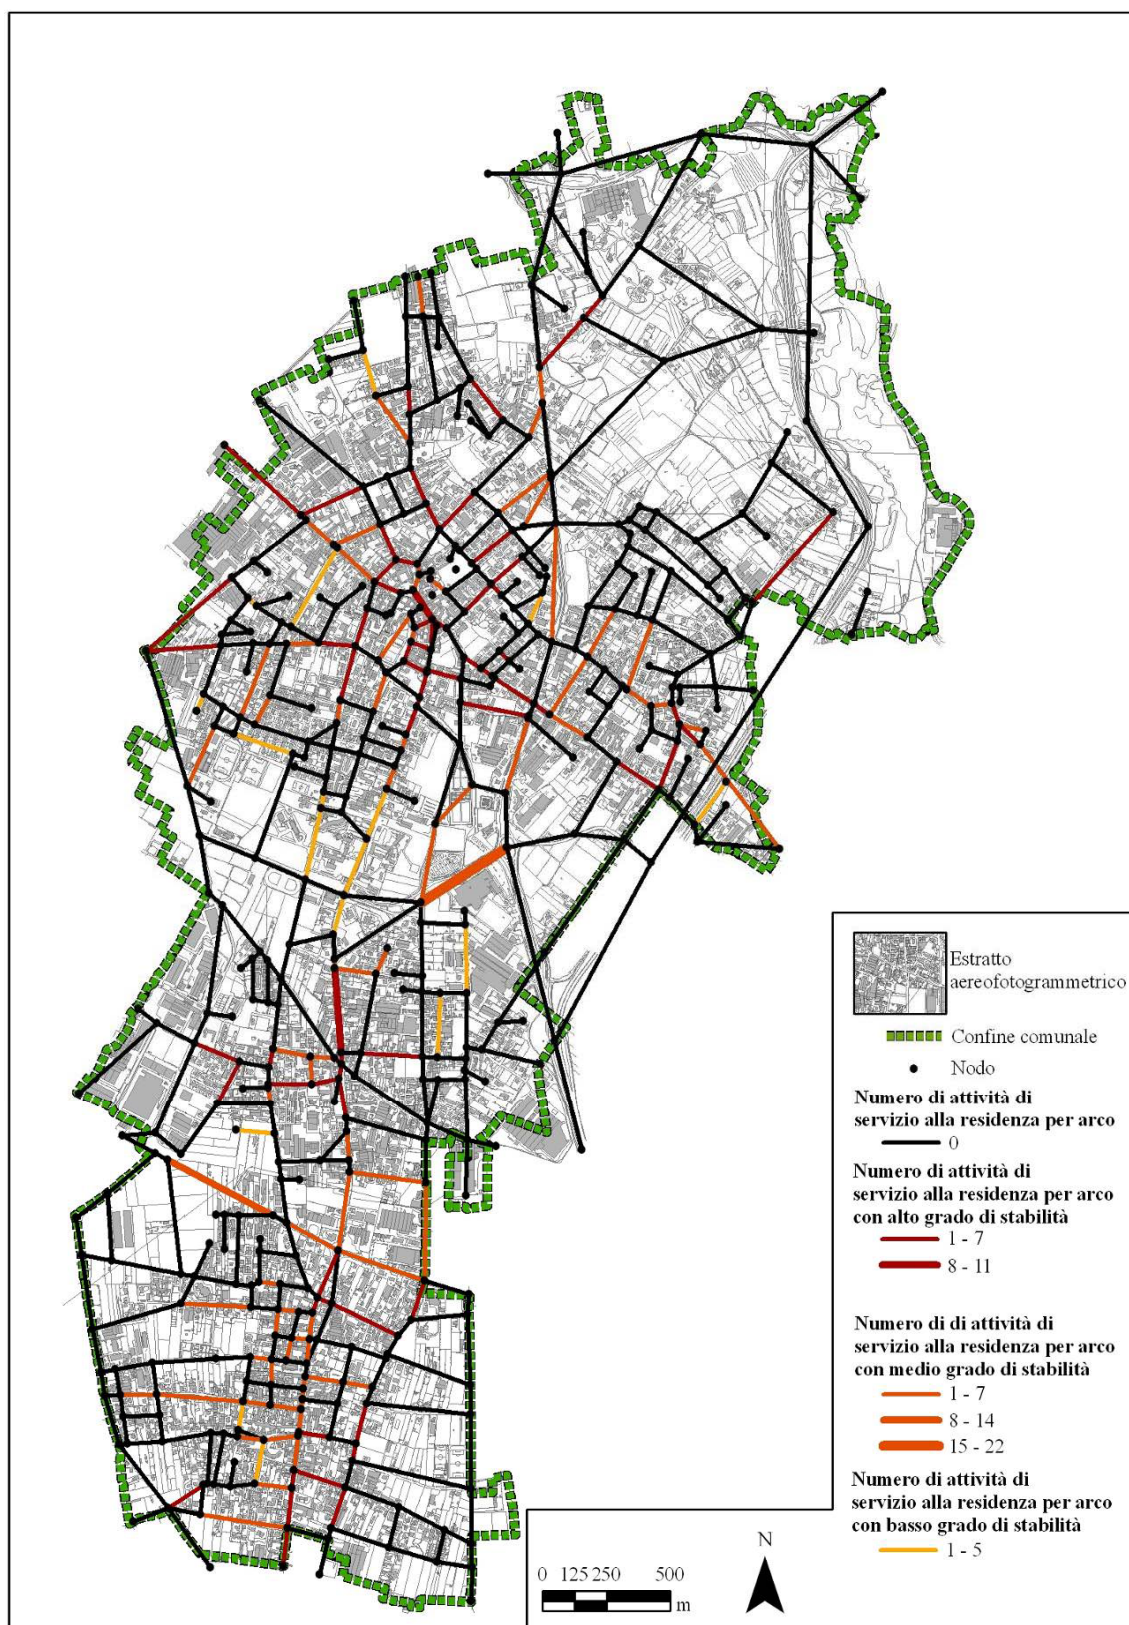 Estratto
aereofotogrammetrico
Confine comunale
Nodo
Numero di attività di
servizio alla residenza per arco
0
Numero di attività di
servizio alla residenza per arco
con alto grado di stabilità
1 - 7
8 - 11
Numero di di attività di
servizio alla residenza per arco
con medio grado di stabilità
1 - 7
8 - 14
15 - 22
Numero di attività di
servizio alla residenza per arco
con basso grado di stabilità
1 - 5
N
0 125 250 500
m